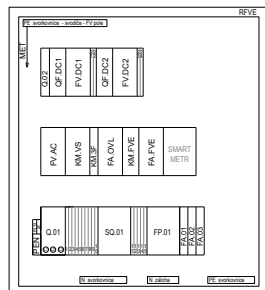 RFVE
PE svorkovnice - svodiče - FV pole
MET
Q.02
QF.DC1
FV.DC1
QF.DC2
FV.DC2
FV.AC
KM.VS
KM.3F
FA.OVL
KM.FVE
FA.FVE
SMART
METR
PEN
Q.01
SQ.01
FP.01
FA.01
FA.02
FA.03
N svorkovnice
N záloha
PE svorkovnice